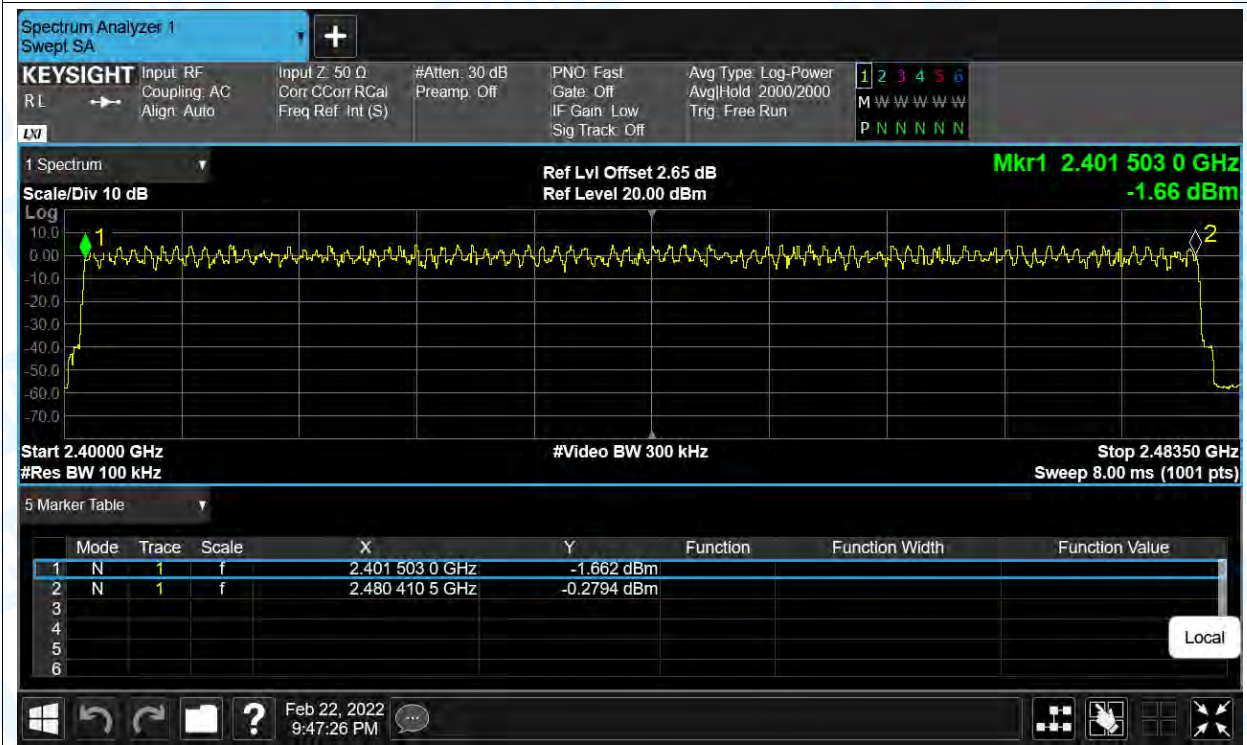 Spectrum Analyzer 1
Swept SA
+
KEYSIGHT Input: RF Input Z: 50 Ω #Atten: 30 dB PNO: Fast Avg Type: Log-Power 1 2 3 4 5 6
R L Coupling: AC Corr CCorr RCal Preamp: Off Gate: Off Avg|Hold: 2000/2000 M W W W W W
Align: Auto Freq Ref: Int (S) IF Gain: Low Trig: Free Run
LXI Sig Track: Off P N N N N N
1 Spectrum Ref Lvl Offset 2.65 dB Mkr1 2.401 503 0 GHz
Scale/Div 10 dB Ref Level 20.00 dBm -1.66 dBm
Log
10.0
0.00
-10.0
-20.0
-30.0
-40.0
-50.0
-60.0
-70.0
1
2
Start 2.40000 GHz #Video BW 300 kHz Stop 2.48350 GHz
#Res BW 100 kHz Sweep 8.00 ms (1001 pts)
5 Marker Table
Mode Trace Scale X Y Function Function Width Function Value
1 N 1 f 2.401 503 0 GHz -1.662 dBm
2 N 1 f 2.480 410 5 GHz -0.2794 dBm
3
4
5
6
Local
? Feb 22, 2022
9:47:26 PM